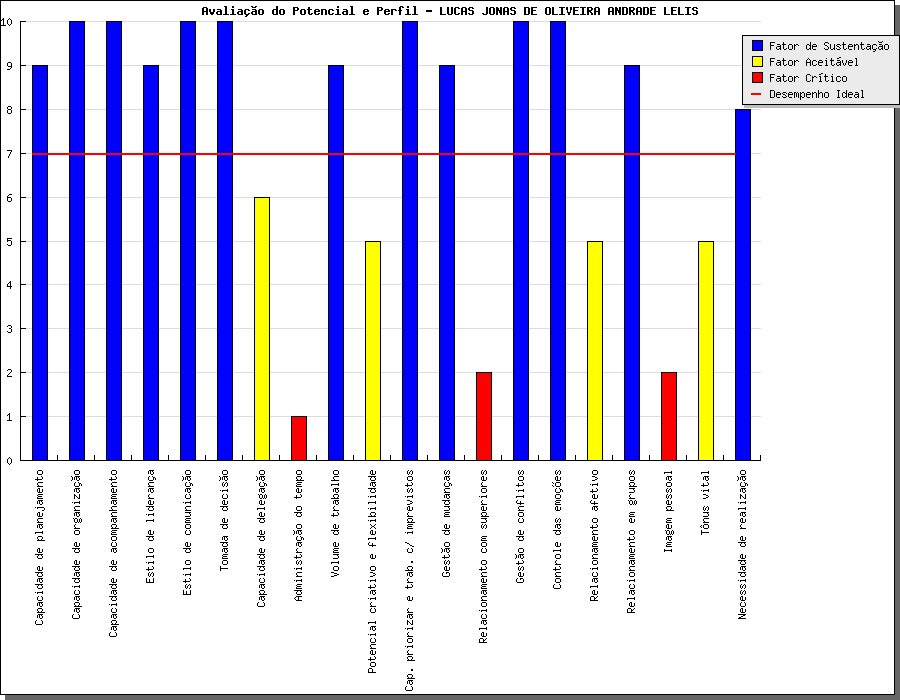 Avaliação do Potencial e Perfil - LUCAS JONAS DE OLIVEIRA ANDRADE LELIS
10
9
8
7
6
5
4
3
2
1
0
Fator de Sustentação
Fator Aceitável
Fator Crítico
Desempenho Ideal
Capacidade de planejamento
Capacidade de organização
Capacidade de acompanhamento
Estilo de liderança
Estilo de comunicação
Tomada de decisão
Capacidade de delegação
Administração do tempo
Volume de trabalho
Potencial criativo e flexibilidade
Cap. priorizar e trab. c/ imprevistos
Gestão de mudanças
Relacionamento com superiores
Gestão de conflitos
Controle das emoções
Relacionamento afetivo
Relacionamento em grupos
Imagem pessoal
Tônus vital
Necessidade de realização